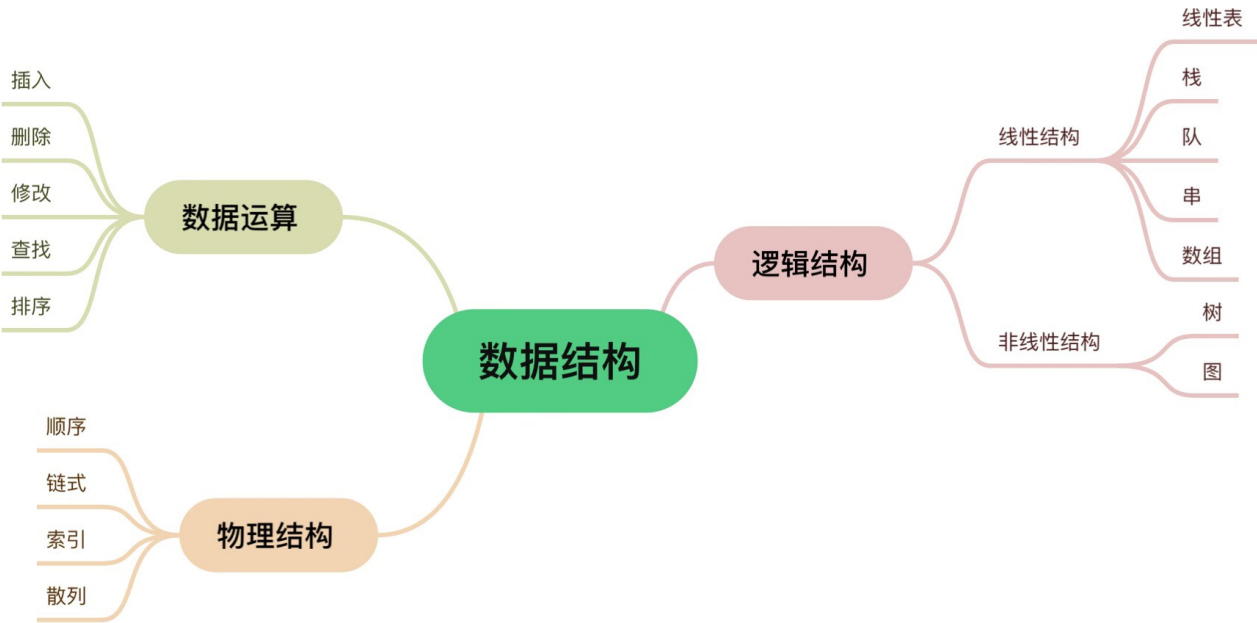 数据结构
逻辑结构
线性结构
线性表
栈
队
串
数组
非线性结构
树
图
数据运算
插入
删除
修改
查找
排序
物理结构
顺序
链式
索引
散列